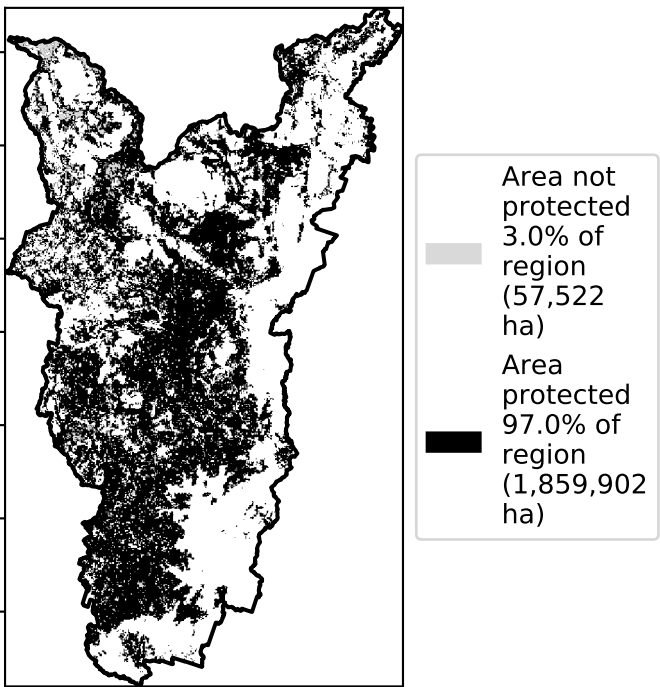 Area not
protected
3.0% of
region
(57,522
ha)
Area
protected
97.0% of
region
(1,859,902
ha)